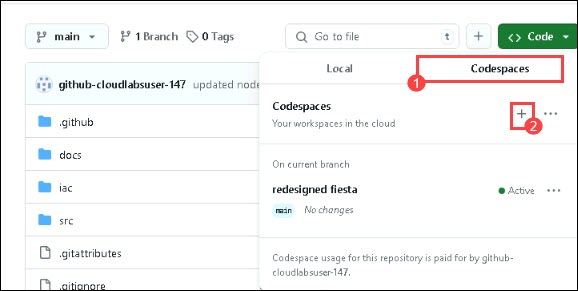 main 1 Branch 0 Tags Go to file t + Code
Local Codespaces
1
github-cloudlabsuser-147 updated node
Codespaces
Your workspaces in the cloud
+ ...
2
.github
docs
On current branch
iac
redesigned fiesta Active ...
main No changes
src
.gitattributes
Codespace usage for this repository is paid for by github-
cloudlabsuser-147.
.gitignore